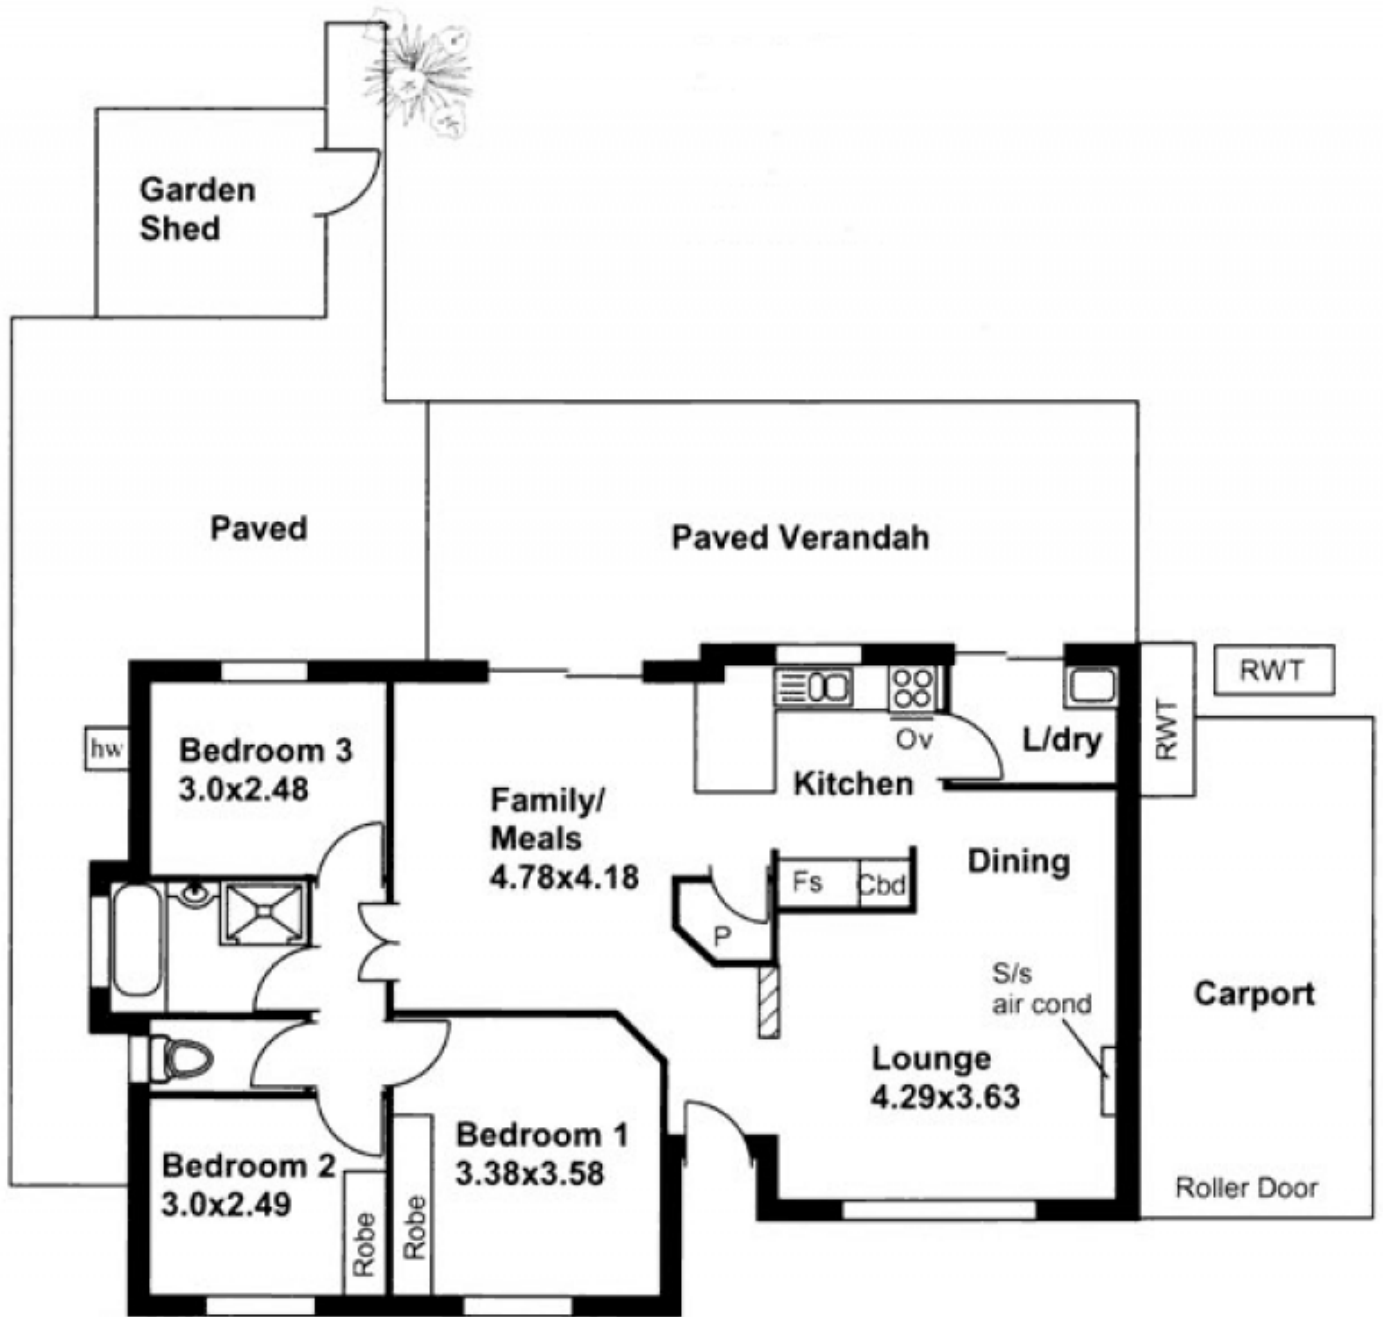 Garden
Shed
Paved
Paved Verandah
RWT
RWT
hw
Bedroom 3
3.0x2.48
Ov
L/dry
Kitchen
Family/
Meals
4.78x4.18
Dining
Fs
Cbd
P
S/s
air cond
Carport
Lounge
4.29x3.63
Bedroom 1
3.38x3.58
Bedroom 2
3.0x2.49
Robe
Robe
Roller Door